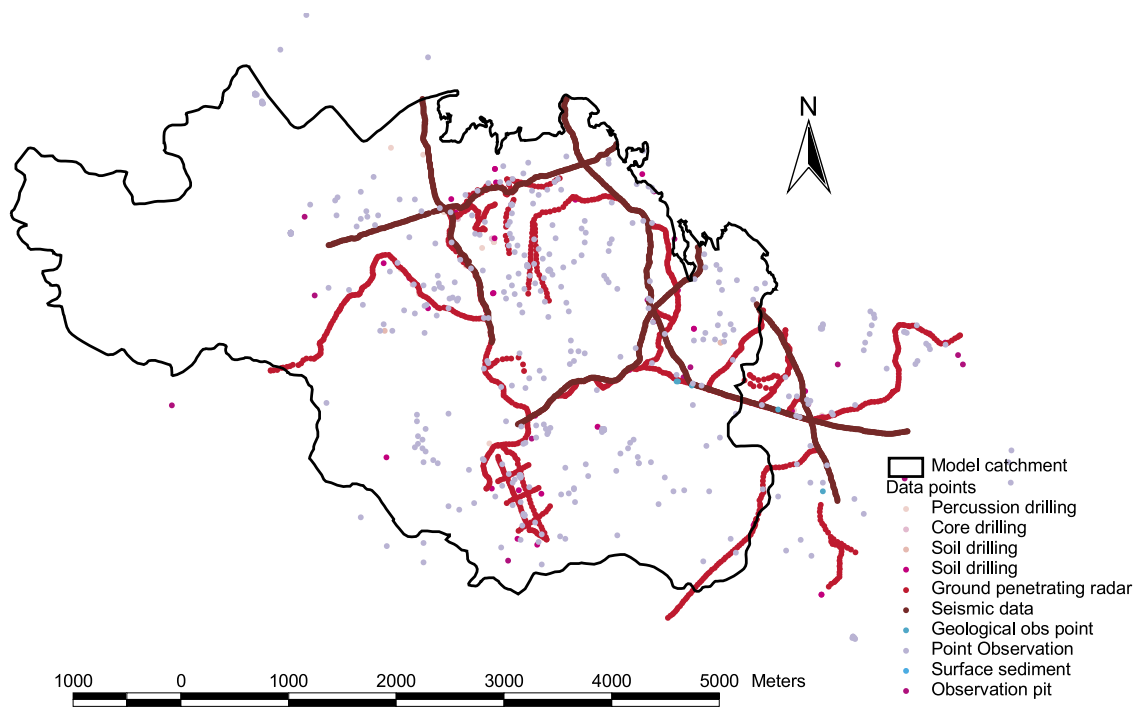 N
Model catchment
Data points
Percussion drilling
Core drilling
Soil drilling
Soil drilling
Ground penetrating radar
Seismic data
Geological obs point
Point Observation
Surface sediment
Observation pit
1000 0 1000 2000 3000 4000 5000 Meters